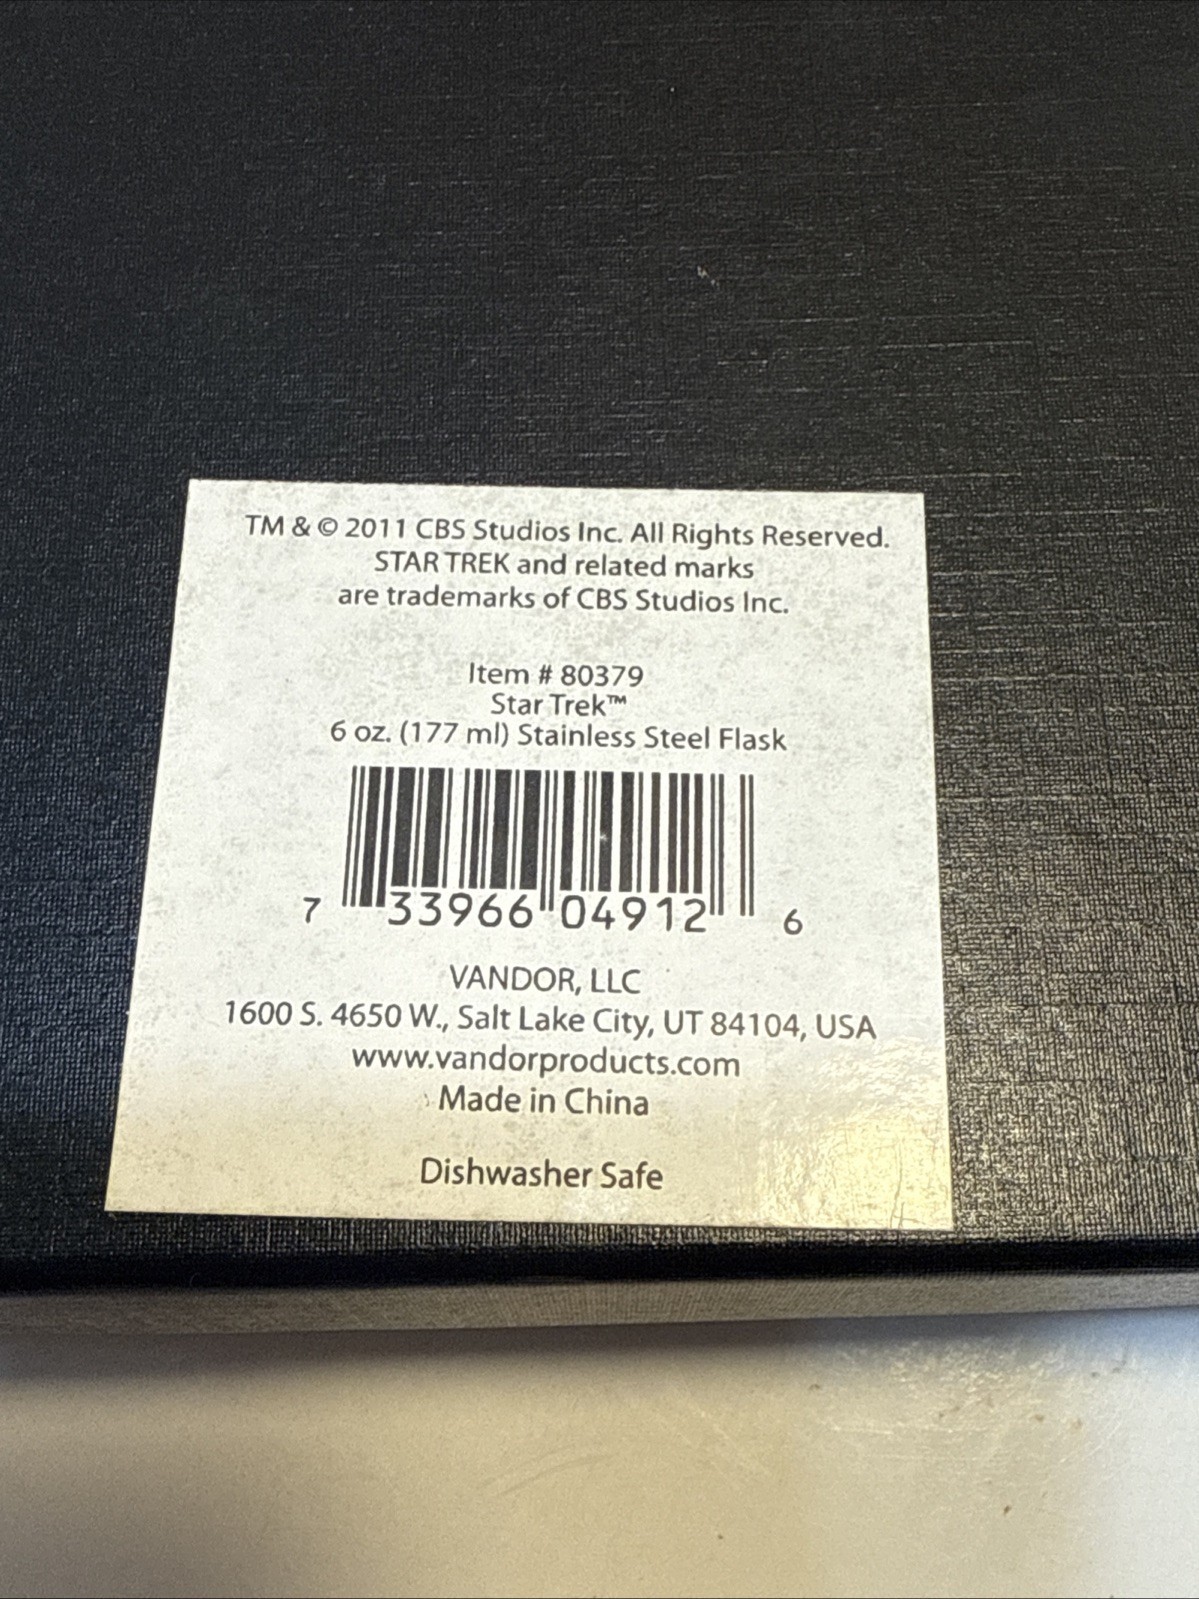 TM & © 2011 CBS Studios Inc. All Rights Reserved.
STAR TREK and related marks
are trademarks of CBS Studios Inc.
Item # 80379
Star Trek™
6 oz. (177 ml) Stainless Steel Flask
7 33966 04912 6
VANDOR, LLC
1600 S. 4650 W., Salt Lake City, UT 84104, USA
www.vandorproducts.com
Made in China
Dishwasher Safe